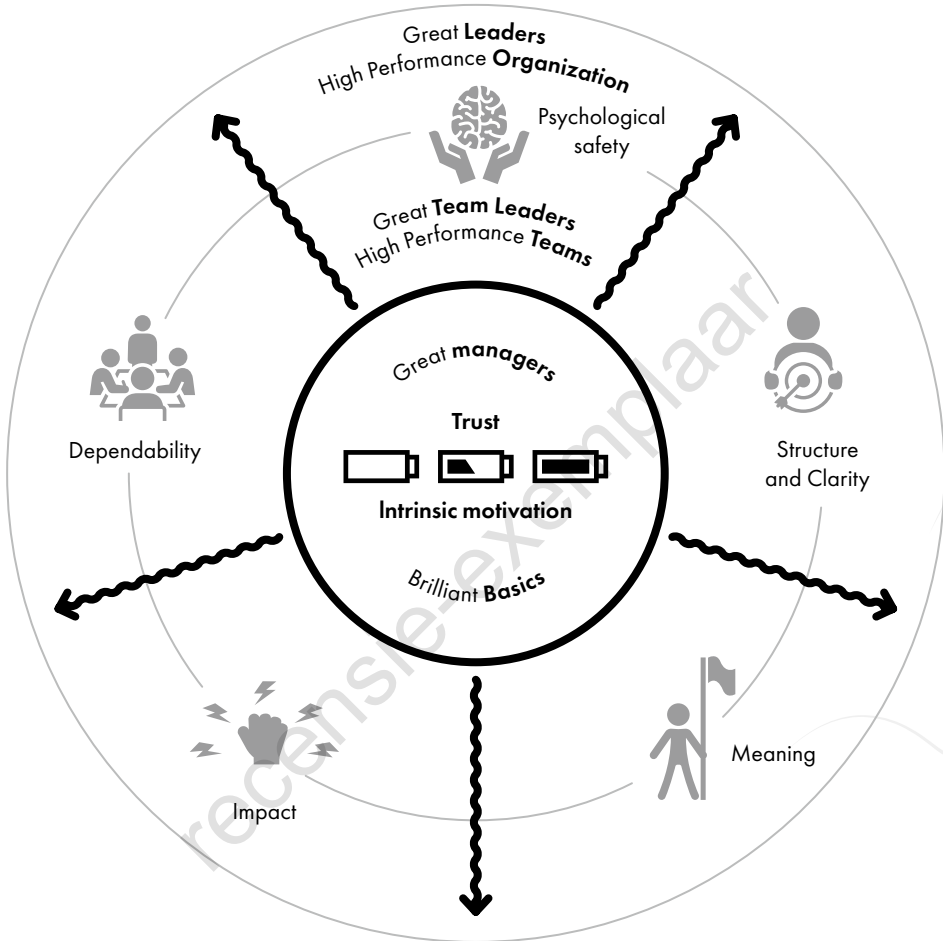 Great Leaders
High Performance Organization
Psychological
safety
Great Team Leaders
High Performance Teams
Great managers
Trust
Intrinsic motivation
Brilliant Basics
Dependability
Structure
and Clarity
Impact
Meaning
recensie-exemplaar